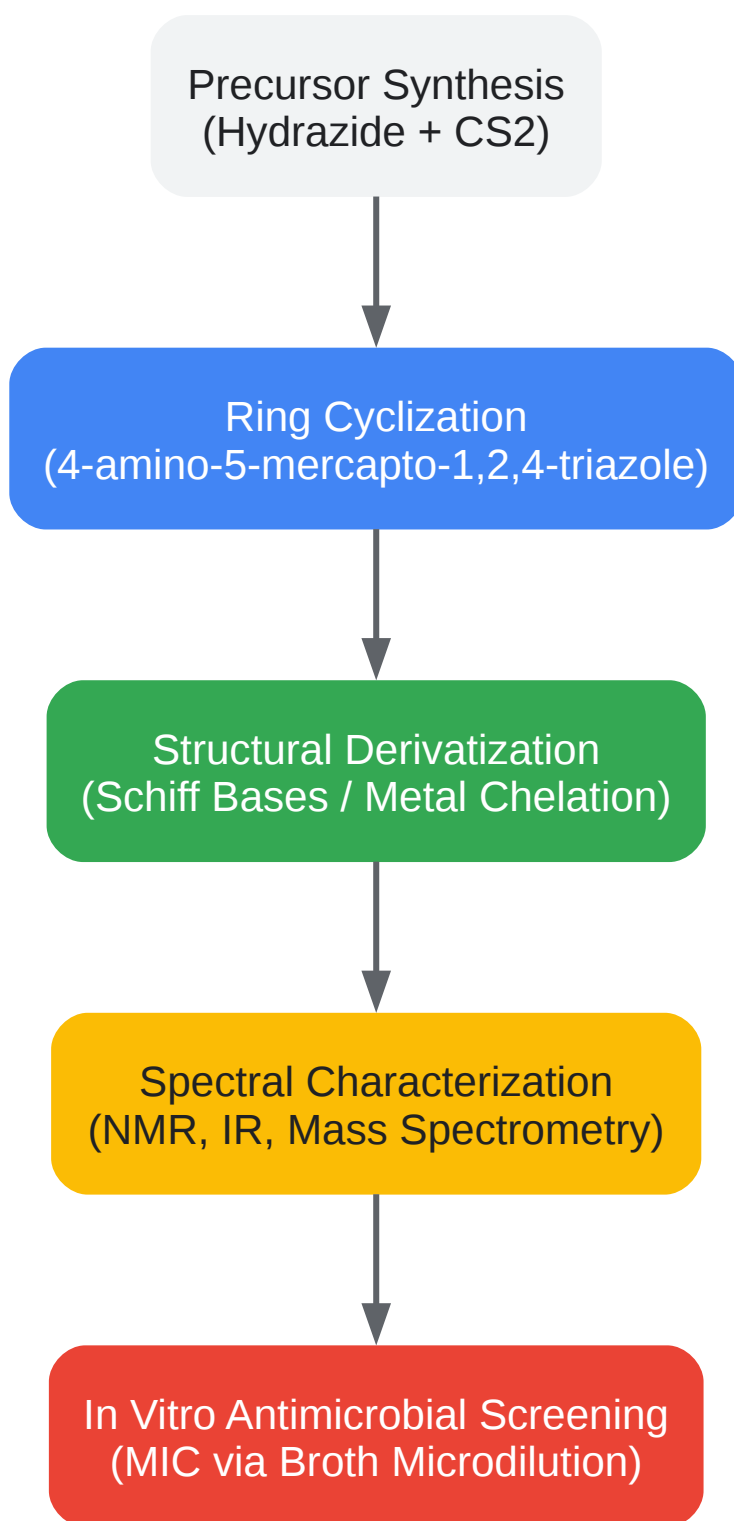 Precursor Synthesis
(Hydrazide + CS2)
Ring Cyclization
(4-amino-5-mercapto-1,2,4-triazole)
Structural Derivatization
(Schiff Bases / Metal Chelation)
Spectral Characterization
(NMR, IR, Mass Spectrometry)
In Vitro Antimicrobial Screening
(MIC via Broth Microdilution)